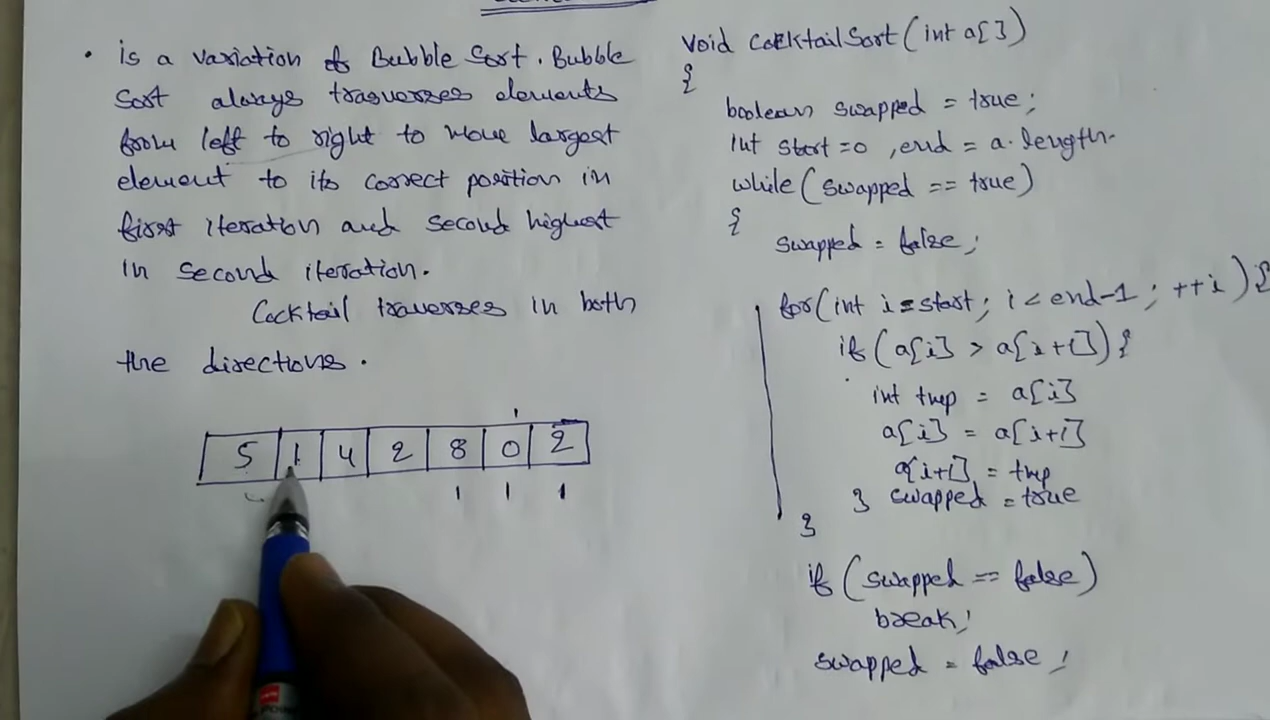 • is a variation of Bubble Sort. Bubble
Sort always traverses elements
from left to right to move largest
element to its correct position in
first iteration and second highest
in second iteration.
Cocktail traverses in both
the directions.
5 1 4 2 8 0 2
void cocktailSort(int a[])
{
boolean swapped = true;
int start=0 ,end = a.length.
while(swapped == true)
{
swapped = false;
for(int i=start; i<end-1; ++i){
if(a[i] > a[i+1]){
int tmp = a[i]
a[i] = a[i+1]
a[i+1] = tmp
} swapped = true
}
if(swapped == false)
break;
swapped = false;